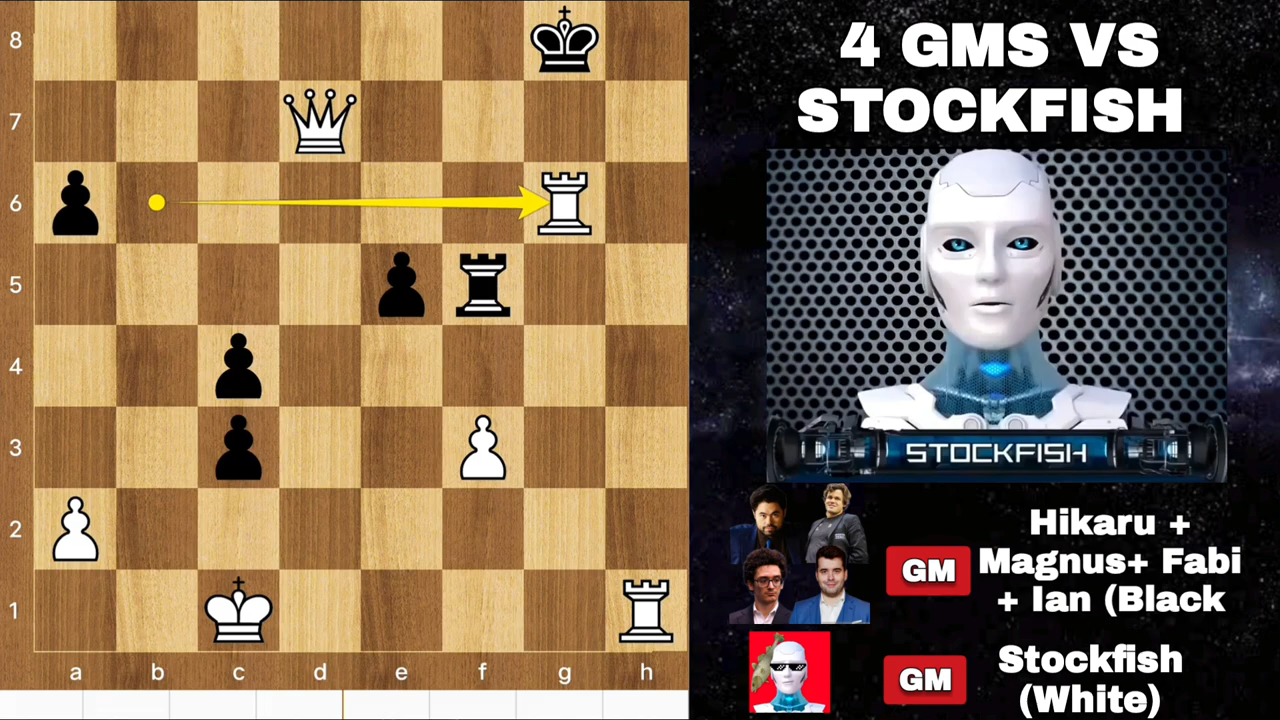 4 GMS VS
STOCKFISH
8
7
6
5
4
3
2
1
a b c d e f g h
STOCKFISH
GM
Hikaru +
Magnus+ Fabi
+ Ian (Black
GM
Stockfish
(White)